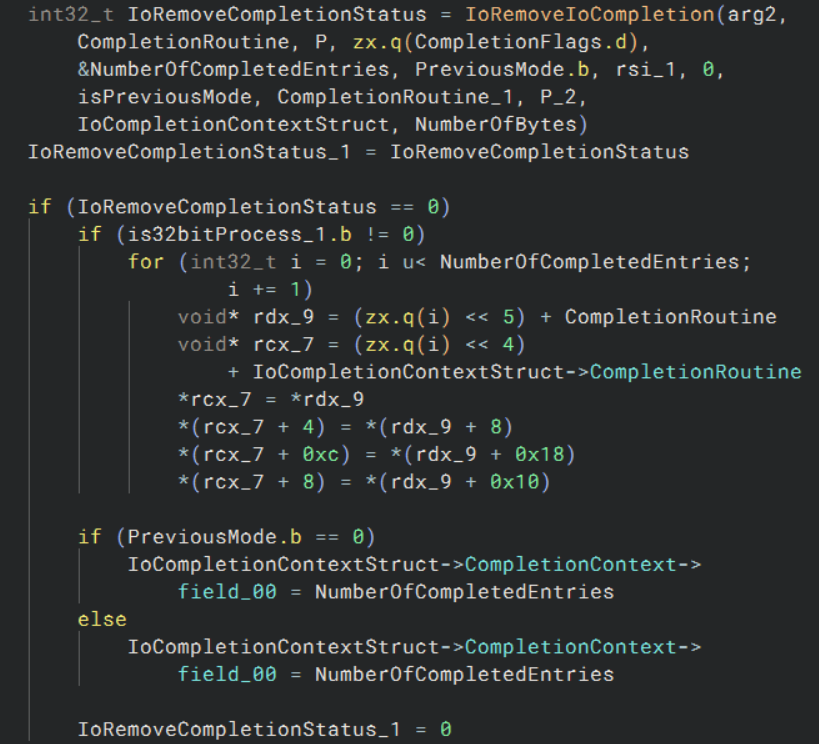 int32_t IoRemoveCompletionStatus = IoRemoveIoCompletion(arg2,
CompletionRoutine, P, zx.q(CompletionFlags.d),
&NumberOfCompletedEntries, PreviousMode.b, rsi_1, 0,
isPreviousMode, CompletionRoutine_1, P_2,
IoCompletionContextStruct, NumberOfBytes)
IoRemoveCompletionStatus_1 = IoRemoveCompletionStatus
if (IoRemoveCompletionStatus == 0)
if (is32bitProcess_1.b != 0)
for (int32_t i = 0; i u< NumberOfCompletedEntries;
i += 1)
void* rdx_9 = (zx.q(i) << 5) + CompletionRoutine
void* rcx_7 = (zx.q(i) << 4)
+ IoCompletionContextStruct->CompletionRoutine
*rcx_7 = *rdx_9
*(rcx_7 + 4) = *(rdx_9 + 8)
*(rcx_7 + 0xc) = *(rdx_9 + 0x18)
*(rcx_7 + 8) = *(rdx_9 + 0x10)
if (PreviousMode.b == 0)
IoCompletionContextStruct->CompletionContext->
field_00 = NumberOfCompletedEntries
else
IoCompletionContextStruct->CompletionContext->
field_00 = NumberOfCompletedEntries
IoRemoveCompletionStatus_1 = 0